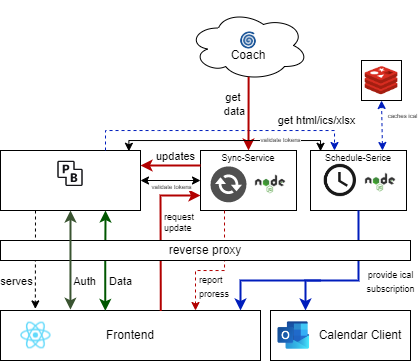 Coach
get
data
get html/ics/xlsx
caches ical
validate tokens
updates
Sync-Service
Schedule-Serice
P
B
node
node
validate tokens
request
update
reverse proxy
serves
Auth
Data
report
proress
provide ical
subscription
Frontend
Calendar Client